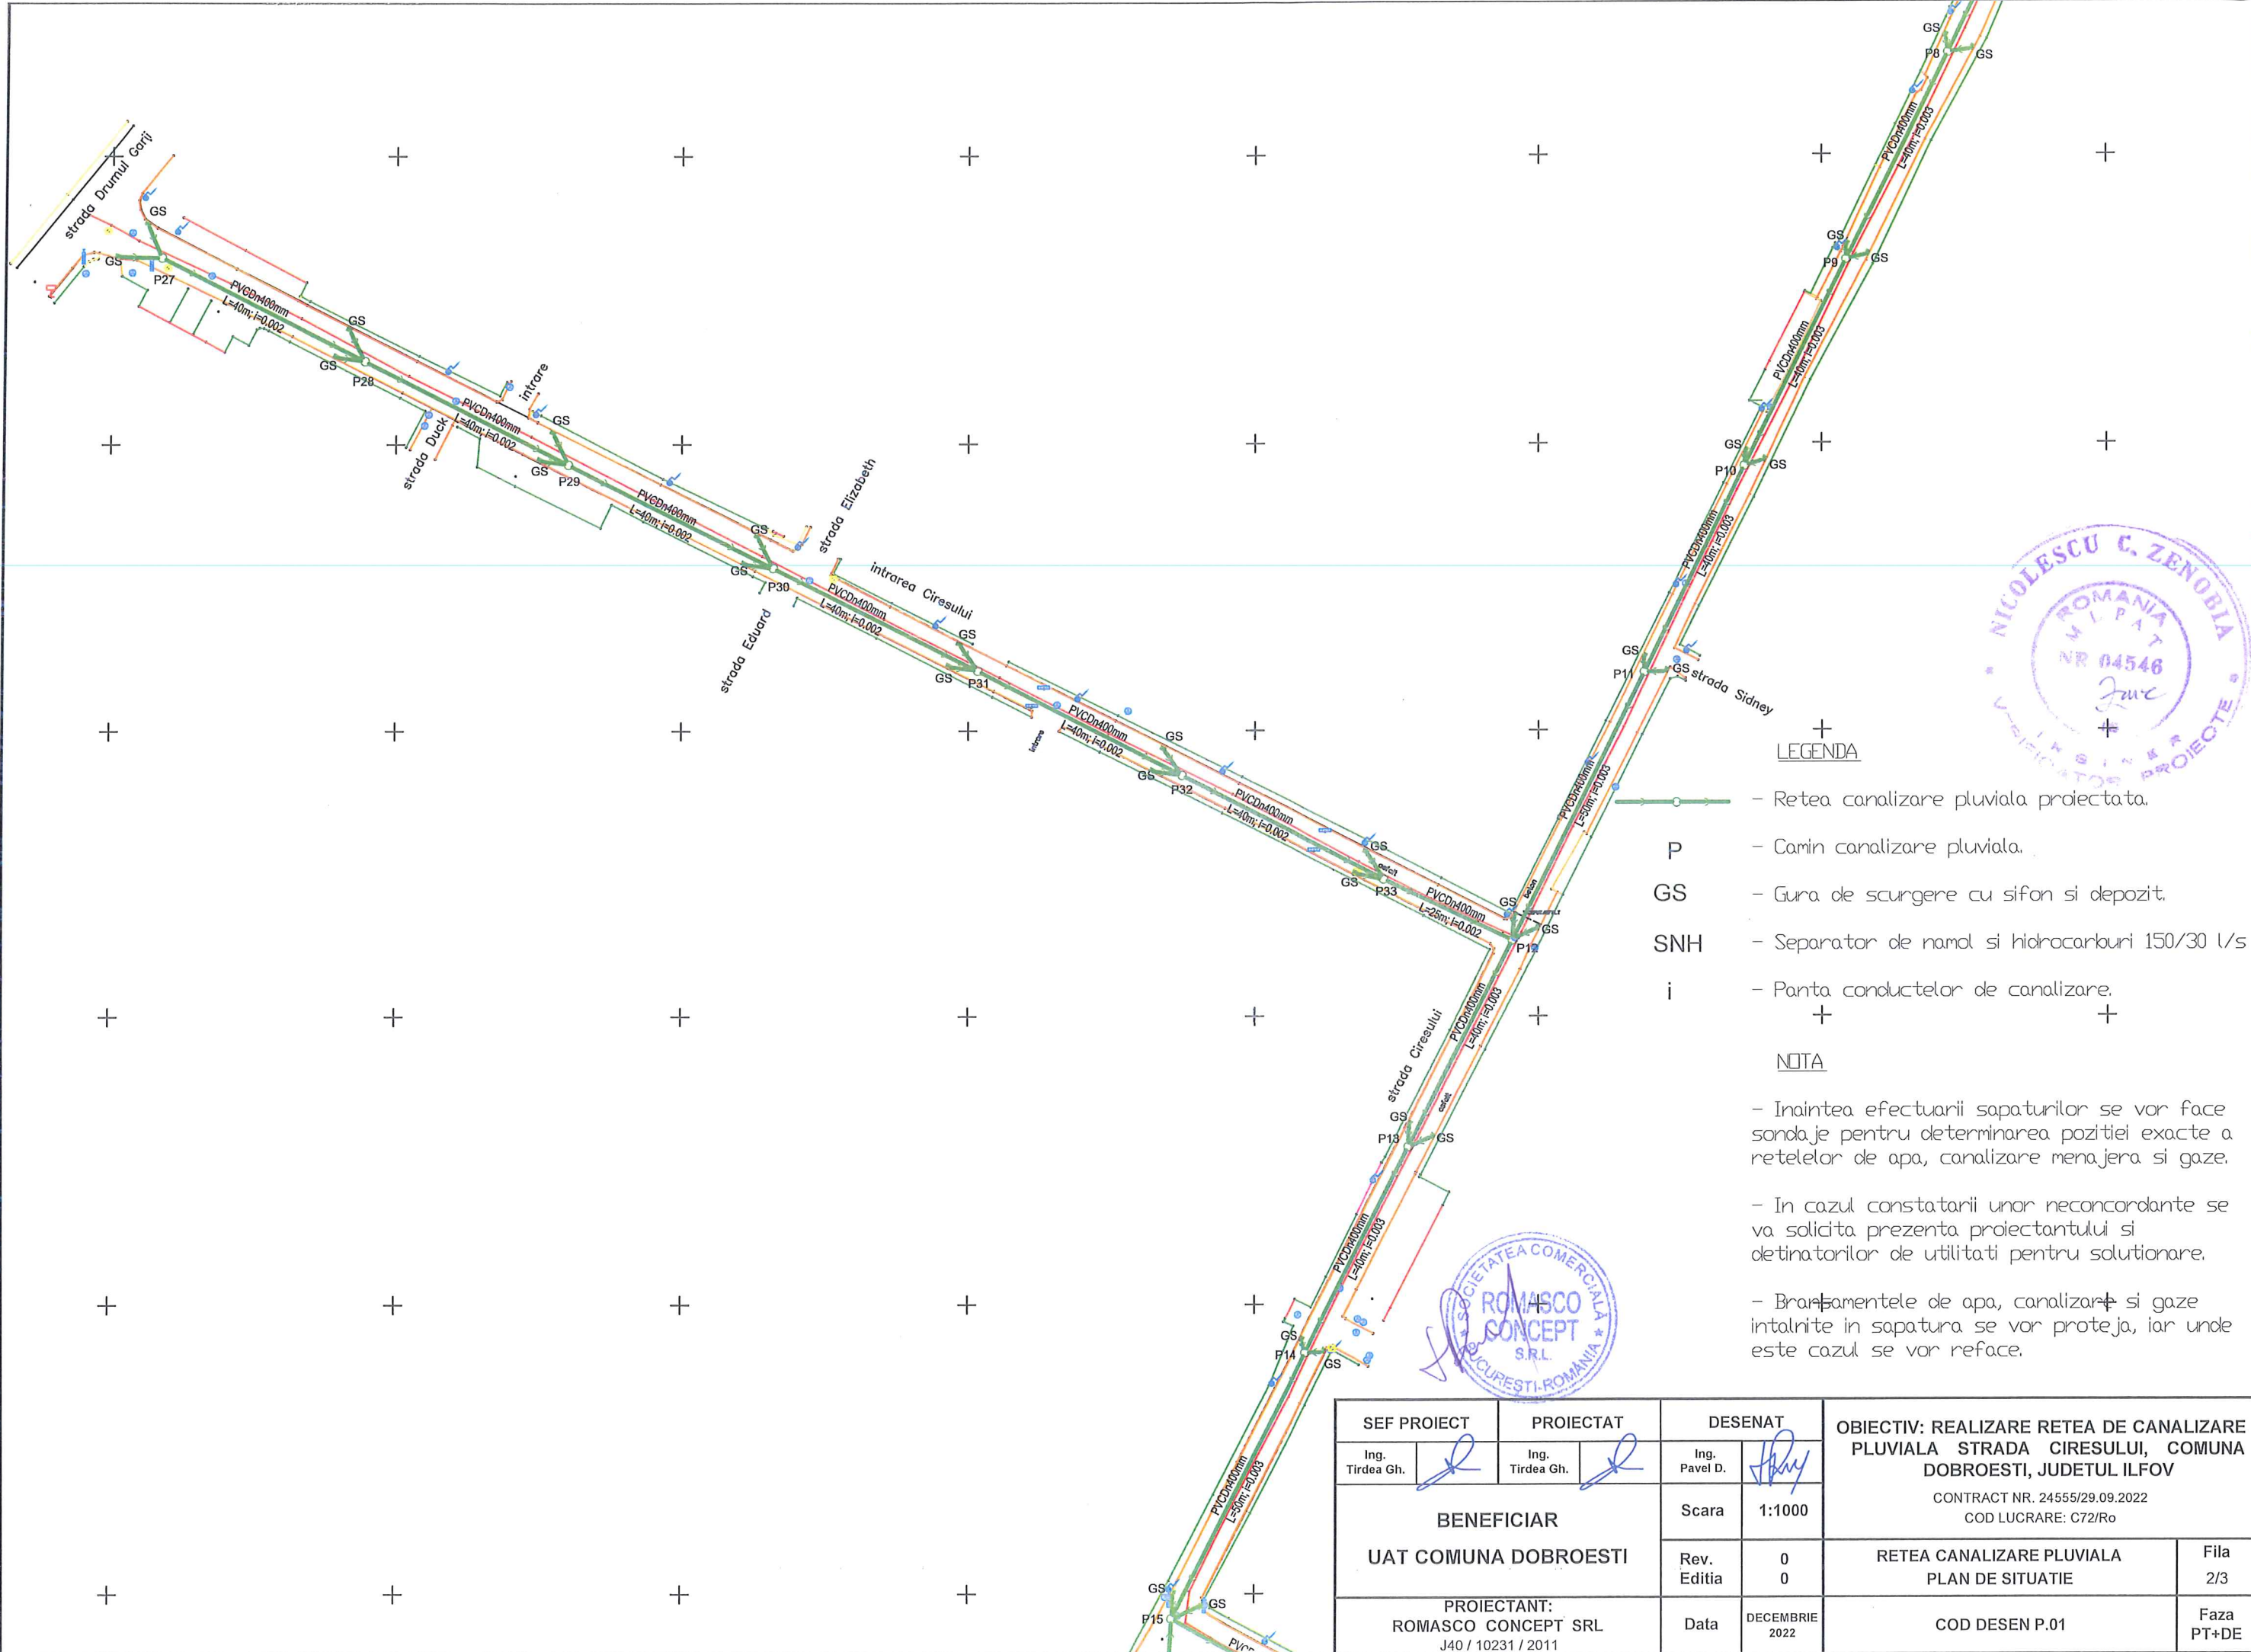 GS
P8
GS
PVCDn400mm
L=40m; i=0.003
strada Drumul Garii
GS
GS
P27
PVCDn400mm
L=40m; i=0.002
GS
P9
GS
PVCDn400mm
L=40m; i=0.003
GS
GS
P28
intrare
PVCDn400mm
L=40m; i=0.002
strada Duck
GS
GS
P29
GS
P10
GS
PVCDn400mm
L=40m; i=0.003
PVCDn400mm
L=40m; i=0.002
strada Elizabeth
GS
GS
P30
intrarea Ciresului
PVCDn400mm
L=40m; i=0.002
strada Eduard
GS
GS
P31
GS
P11
GS
strada Sidney
PVCDn400mm
L=40m; i=0.002
intrare
GS
GS
P32
PVCDn400mm
L=50m; i=0.003
PVCDn400mm
L=40m; i=0.002
GS
asfalt
GS
P33
PVCDn400mm
L=25m; i=0.002
beton
GS
GS
P12
PVCDn400mm
L=40m; i=0.003
strada Ciresului
asfalt
GS
P13
GS
PVCDn400mm
L=40m; i=0.003
GS
P14
GS
PVCDn400mm
L=50m; i=0.003
GS
GS
P15
NICOLESCU C. ZENOBIA
ROMANIA
M L P A T
NR 04546
INGINER
VERIFICATOR PROIECTE
LEGENDA
- Retea canalizare pluviala proiectata.
P - Camin canalizare pluviala.
GS - Gura de scurgere cu sifon si depozit.
SNH - Separator de namol si hidrocarburi 150/30 l/s
i - Panta conductelor de canalizare.
NOTA
- Inaintea efectuarii sapaturilor se vor face
sondaje pentru determinarea pozitiei exacte a
retelelor de apa, canalizare menajera si gaze.
- In cazul constatarii unor neconcordante se
va solicita prezenta proiectantului si
detinatorilor de utilitati pentru solutionare.
- Bransamentele de apa, canalizare si gaze
intalnite in sapatura se vor proteja, iar unde
este cazul se vor reface.
SOCIETATEA COMERCIALĂ
ROMASCO
CONCEPT
S.R.L.
BUCUREŞTI-ROMÂNIA
SEF PROIECT
PROIECTAT
DESENAT
Ing.
Tirdea Gh.
Ing.
Tirdea Gh.
Ing.
Pavel D.
OBIECTIV: REALIZARE RETEA DE CANALIZARE
PLUVIALA STRADA CIRESULUI, COMUNA
DOBROESTI, JUDETUL ILFOV
CONTRACT NR. 24555/29.09.2022
COD LUCRARE: C72/Ro
BENEFICIAR
UAT COMUNA DOBROESTI
Scara 1:1000
Rev. 0
Editia 0
RETEA CANALIZARE PLUVIALA
PLAN DE SITUATIE
Fila
2/3
PROIECTANT:
ROMASCO CONCEPT SRL
J40 / 10231 / 2011
Data
DECEMBRIE
2022
COD DESEN P.01
Faza
PT+DE